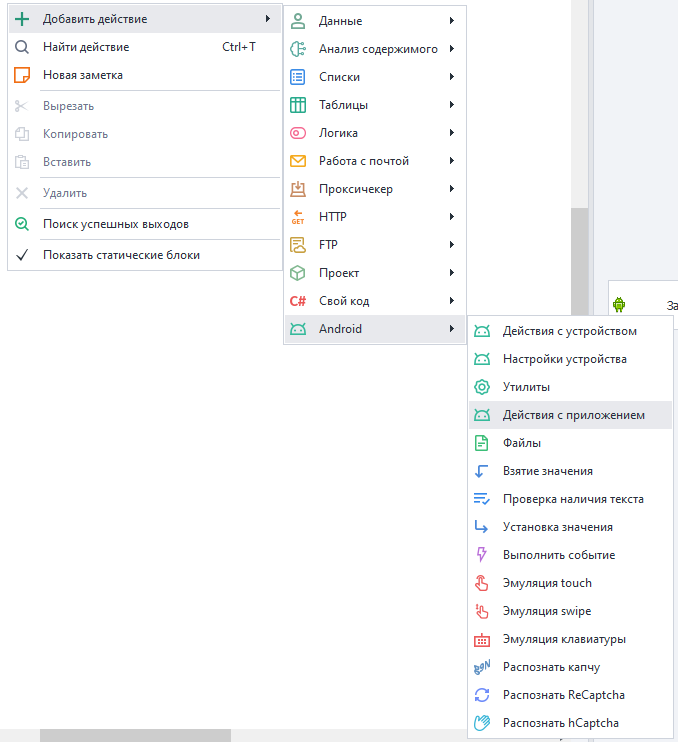 Добавить действие
Найти действие Ctrl+T
Новая заметка
Вырезать
Копировать
Вставить
Удалить
Поиск успешных выходов
Показать статические блоки
Данные
Анализ содержимого
Списки
Таблицы
Логика
Работа с почтой
Проксичекер
GET HTTP
FTP
Проект
C# Свой код
Android
За
Действия с устройством
Настройки устройства
Утилиты
Действия с приложением
Файлы
Взятие значения
Проверка наличия текста
Установка значения
Выполнить событие
Эмуляция touch
Эмуляция swipe
Эмуляция клавиатуры
Распознать капчу
Распознать ReCaptcha
Распознать hCaptcha